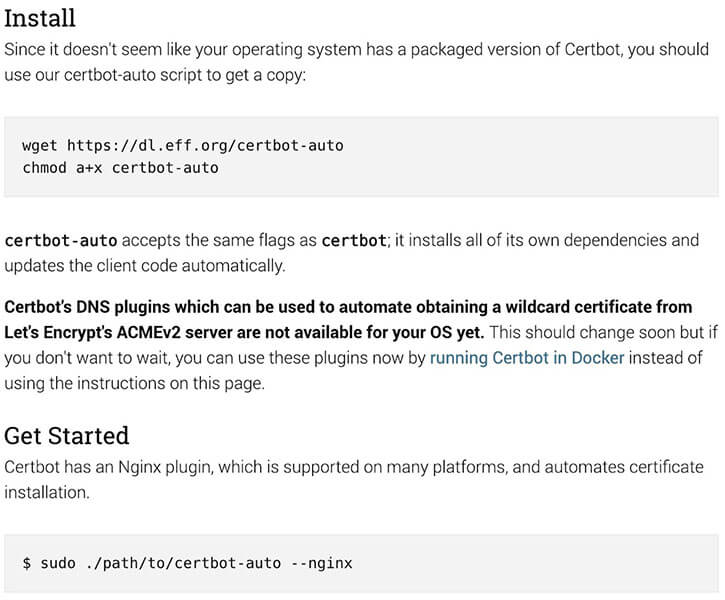 Install
Since it doesn't seem like your operating system has a packaged version of Certbot, you should
use our certbot-auto script to get a copy:
wget https://dl.eff.org/certbot-auto
chmod a+x certbot-auto
certbot-auto accepts the same flags as certbot; it installs all of its own dependencies and
updates the client code automatically.
Certbot's DNS plugins which can be used to automate obtaining a wildcard certificate from
Let's Encrypt's ACMEv2 server are not available for your OS yet. This should change soon but if
you don't want to wait, you can use these plugins now by running Certbot in Docker instead of
using the instructions on this page.
Get Started
Certbot has an Nginx plugin, which is supported on many platforms, and automates certificate
installation.
$ sudo ./path/to/certbot-auto --nginx